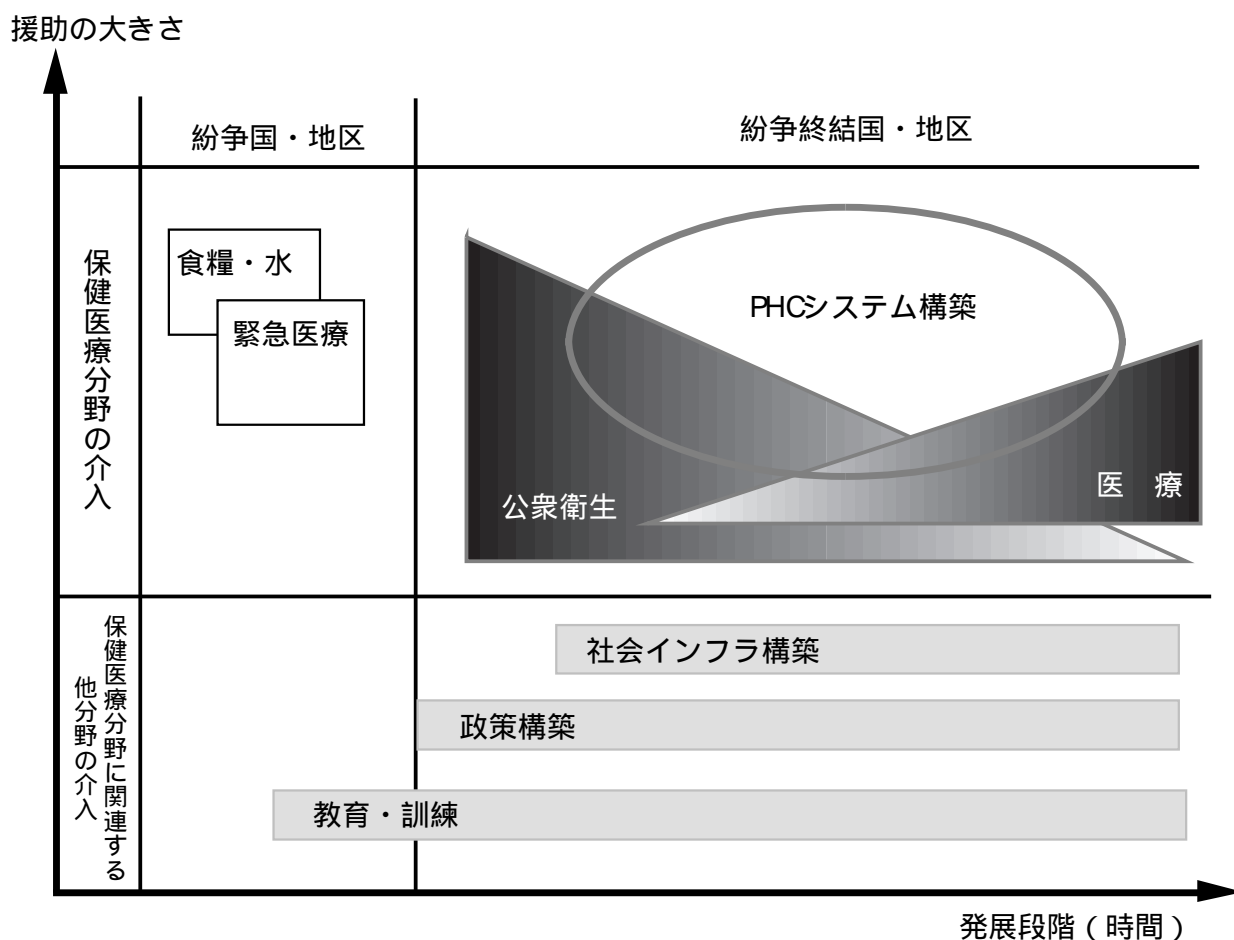 援助の大きさ
紛争国・地区
紛争終結国・地区
保健医療分野の介入
食糧・水
緊急医療
PHCシステム構築
公衆衛生
医　療
保健医療分野に関連する
他分野の介入
社会インフラ構築
政策構築
教育・訓練
発展段階（時間）